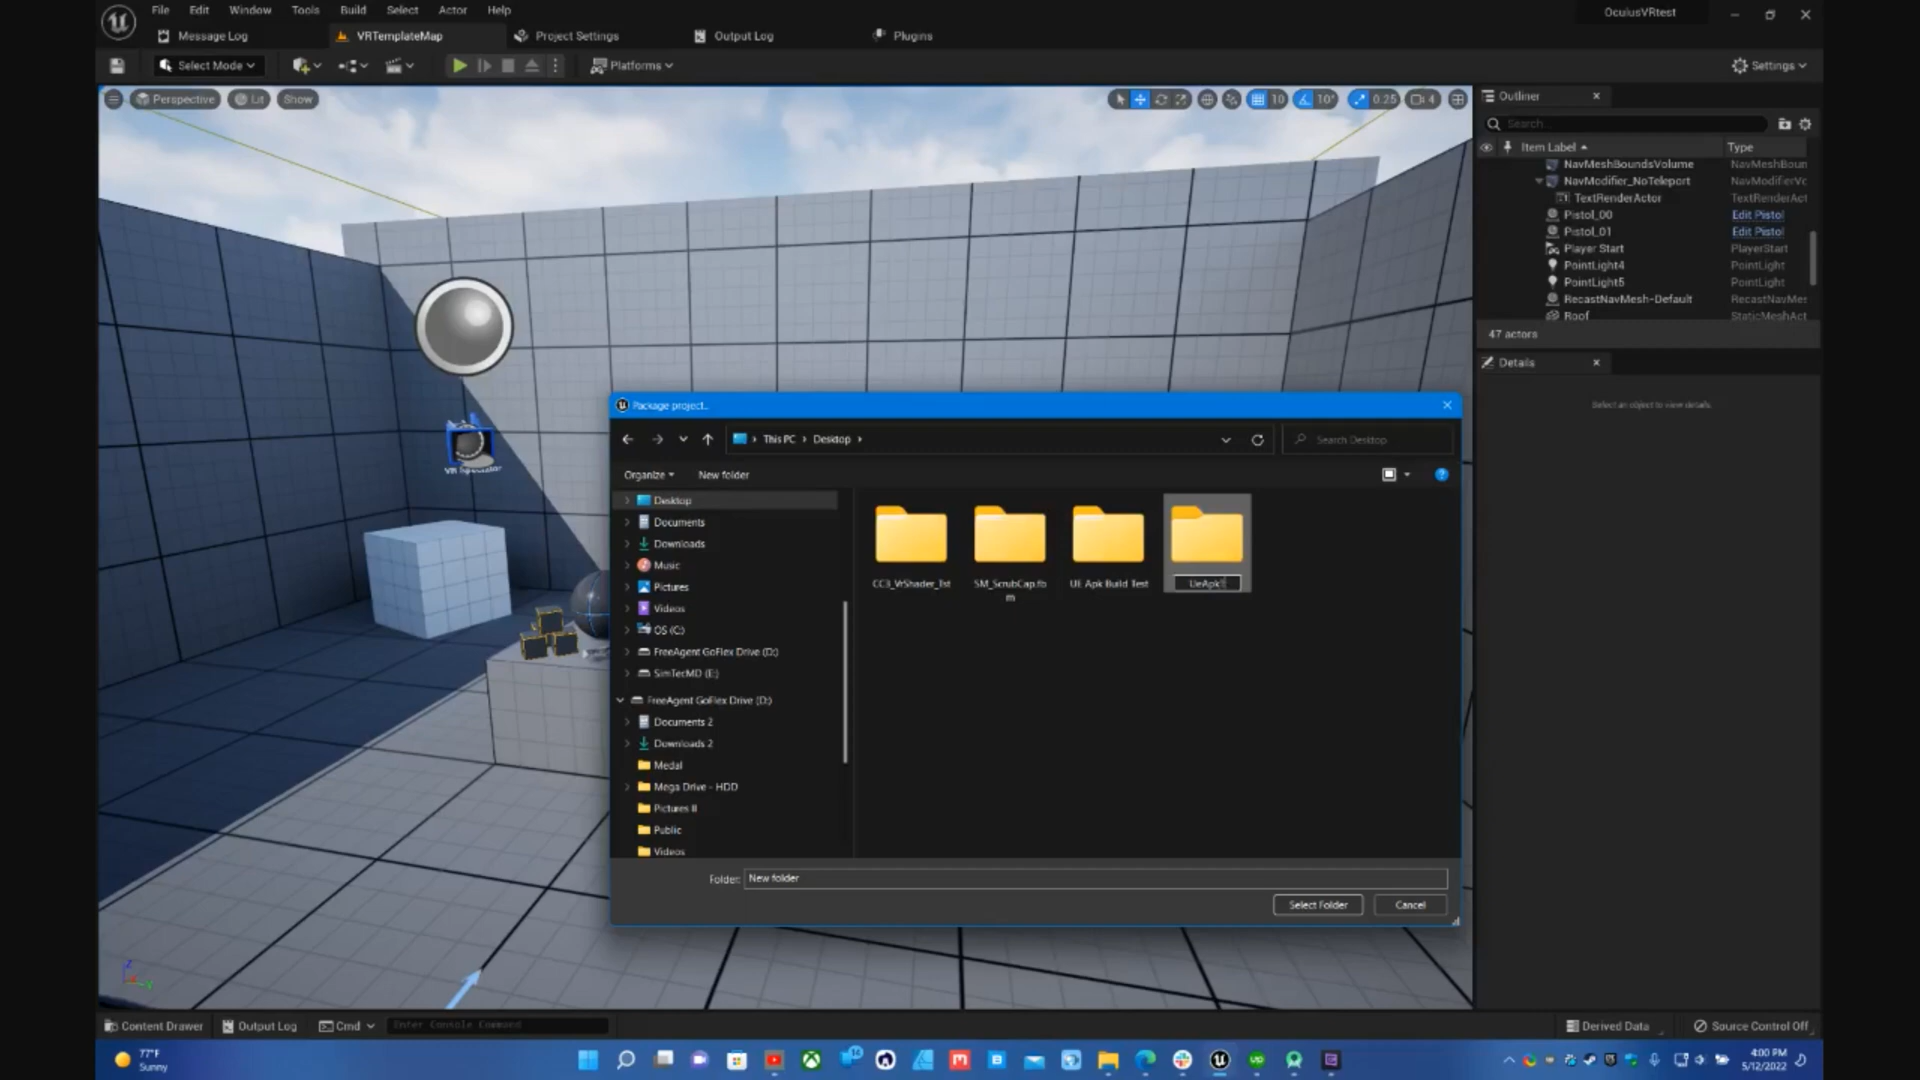 File Edit Window Tools Build Select Actor Help
OculusVRtest
Message Log
VRTemplateMap
Project Settings
Output Log
Plugins
Select Mode
Platforms
Settings
Perspective
Lit
Show
10
10°
0.25
4
Outliner
Search...
Item Label
Type
NavMeshBoundsVolume NavMeshBoun
NavModifier_NoTeleport NavModifierVo
TextRenderActor TextRenderAct
Pistol_00 Edit Pistol
Pistol_01 Edit Pistol
Player Start PlayerStart
PointLight4 PointLight
PointLight5 PointLight
RecastNavMesh-Default RecastNavMes
Roof StaticMeshAct
47 actors
Details
Select an object to view details.
Package project...
This PC > Desktop >
Search Desktop
Organize
New folder
Desktop
Documents
Downloads
Music
Pictures
Videos
OS (C:)
FreeAgent GoFlex Drive (D:)
SimTecMD (E:)
FreeAgent GoFlex Drive (D:)
Documents 2
Downloads 2
Medal
Mega Drive - HDD
Pictures II
Public
Videos
CC3_VrShader_Tst
SM_ScrubCap.fb
m
UE Apk Build Test
Folder:
New folder
Select Folder
Cancel
Content Drawer
Output Log
Cmd
Enter Console Command
Derived Data
Source Control Off
77°F
Sunny
4:00 PM
5/12/2022